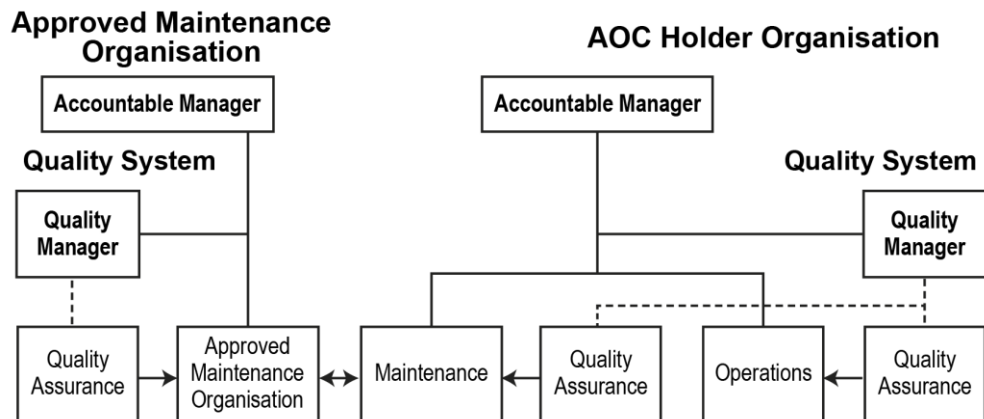 Approved Maintenance
Organisation
AOC Holder Organisation
Accountable Manager
Accountable Manager
Quality System
Quality System
Quality
Manager
Quality
Manager
Quality
Assurance
Approved
Maintenance
Organisation
Maintenance
Quality
Assurance
Operations
Quality
Assurance